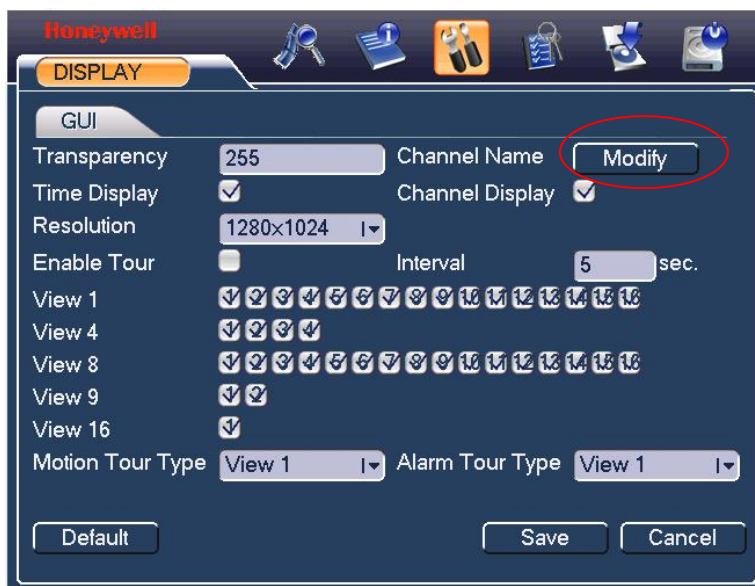 Honeywell
DISPLAY
GUI
Transparency 255 Channel Name Modify
Time Display Channel Display
Resolution 1280×1024
Enable Tour Interval 5 sec.
View 1 1 2 3 4 5 6 7 8 9 10 11 12 13 14 15 16
View 4 1 2 3 4
View 8 1 2 3 4 5 6 7 8 9 10 11 12 13 14 15 16
View 9 1 2
View 16 1
Motion Tour Type View 1 Alarm Tour Type View 1
Default Save Cancel